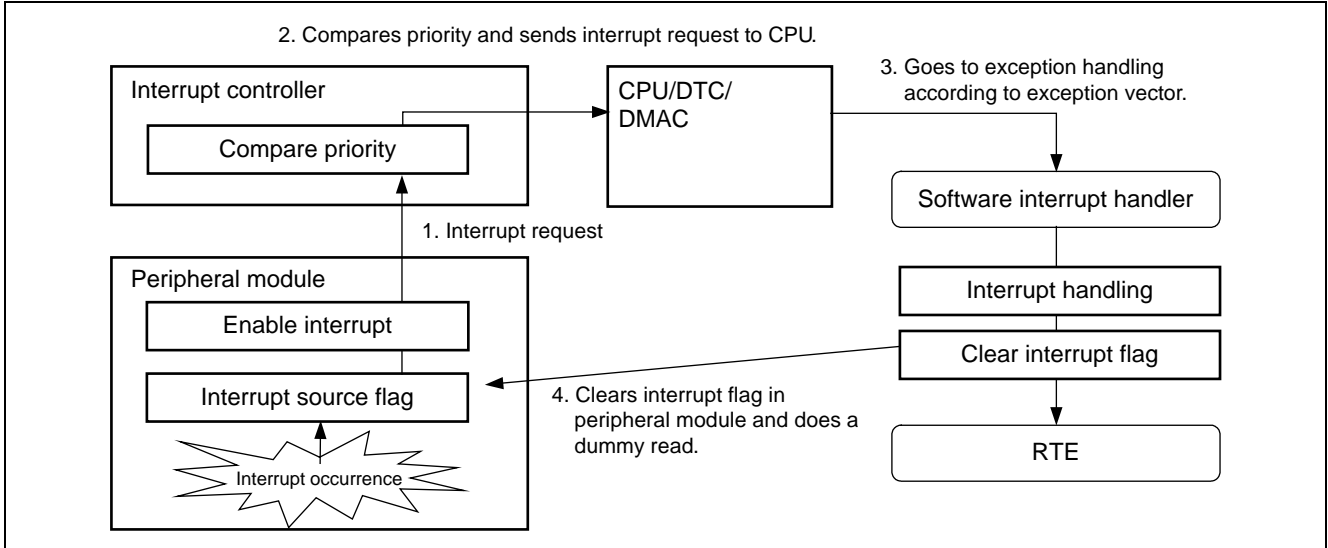 2. Compares priority and sends interrupt request to CPU.
Interrupt controller
Compare priority
CPU/DTC/
DMAC
3. Goes to exception handling
according to exception vector.
Software interrupt handler
1. Interrupt request
Peripheral module
Enable interrupt
Interrupt source flag
Interrupt occurrence
Interrupt handling
Clear interrupt flag
4. Clears interrupt flag in
peripheral module and does a
dummy read.
RTE